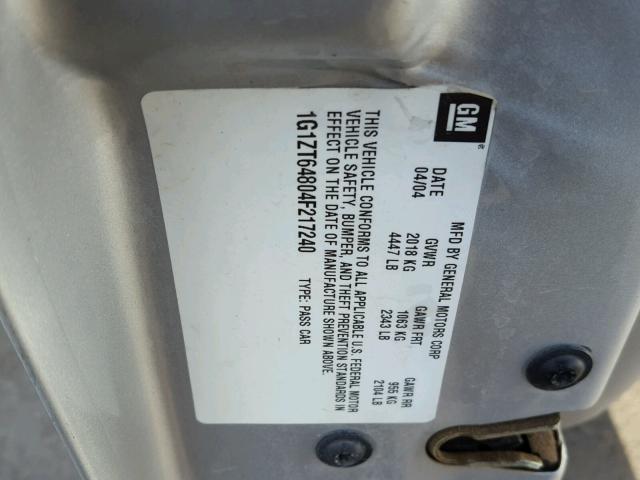 GM
MFD BY GENERAL MOTORS CORP
DATE GVWR GAWR FRT GAWR RR
04/04 2018 KG 1063 KG 955 KG
4447 LB 2343 LB 2104 LB
THIS VEHICLE CONFORMS TO ALL APPLICABLE U.S. FEDERAL MOTOR
VEHICLE SAFETY, BUMPER, AND THEFT PREVENTION STANDARDS IN
EFFECT ON THE DATE OF MANUFACTURE SHOWN ABOVE.
1G1ZT64804F217240 TYPE: PASS CAR